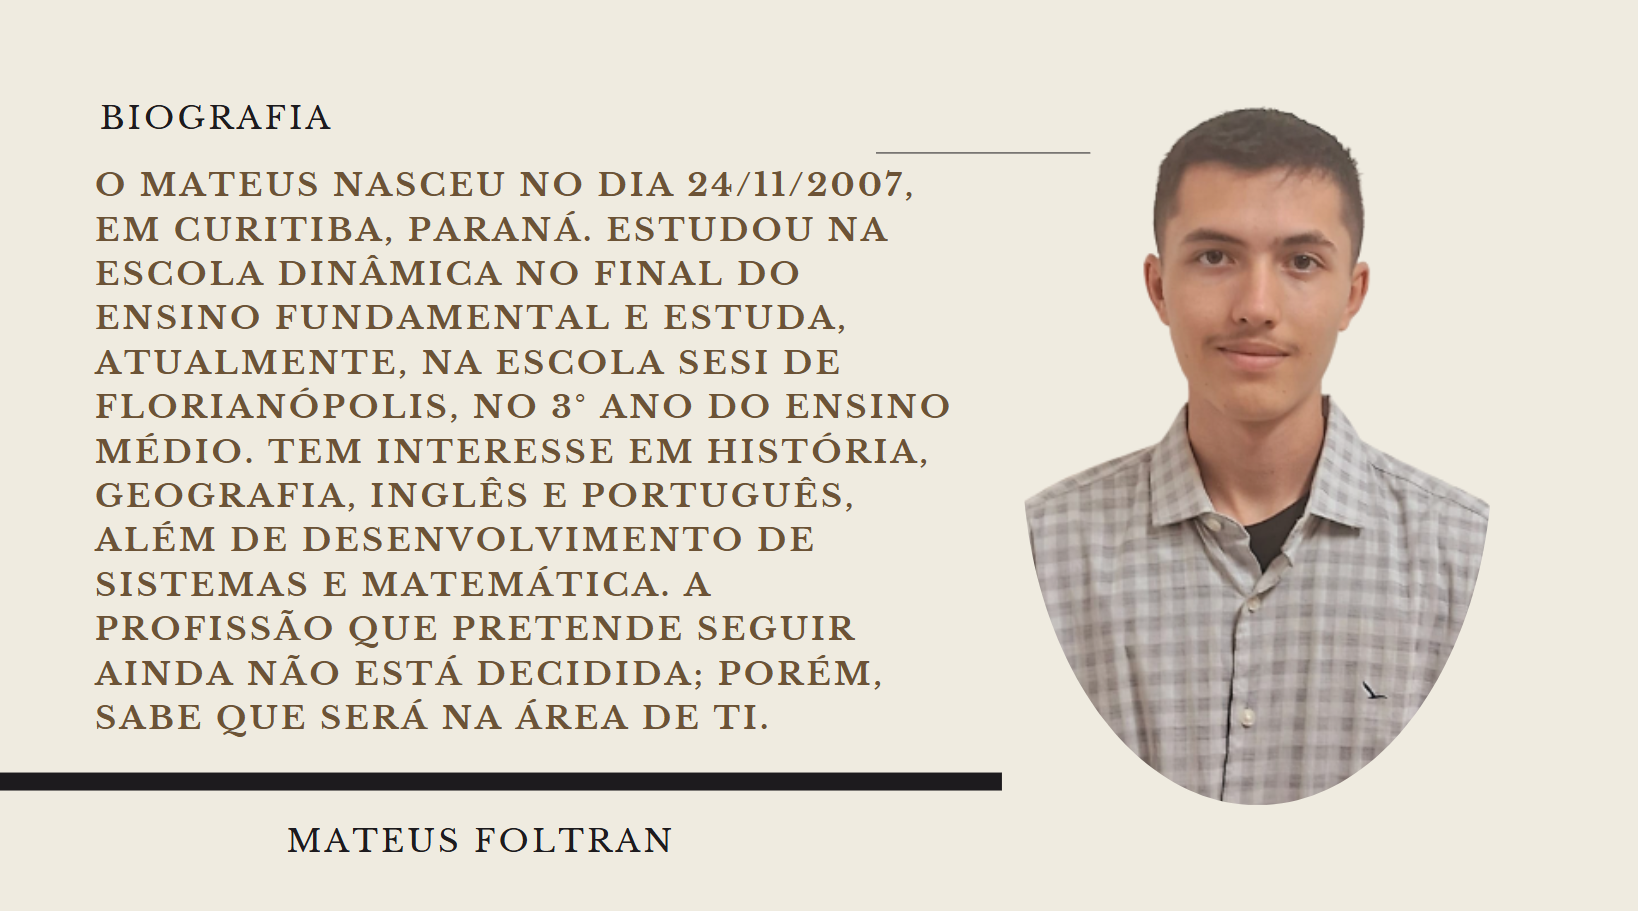 BIOGRAFIA
O MATEUS NASCEU NO DIA 24/11/2007,
EM CURITIBA, PARANÁ. ESTUDOU NA
ESCOLA DINÂMICA NO FINAL DO
ENSINO FUNDAMENTAL E ESTUDA,
ATUALMENTE, NA ESCOLA SESI DE
FLORIANÓPOLIS, NO 3° ANO DO ENSINO
MÉDIO. TEM INTERESSE EM HISTÓRIA,
GEOGRAFIA, INGLÊS E PORTUGUÊS,
ALÉM DE DESENVOLVIMENTO DE
SISTEMAS E MATEMÁTICA. A
PROFISSÃO QUE PRETENDE SEGUIR
AINDA NÃO ESTÁ DECIDIDA; PORÉM,
SABE QUE SERÁ NA ÁREA DE TI.
MATEUS FOLTRAN